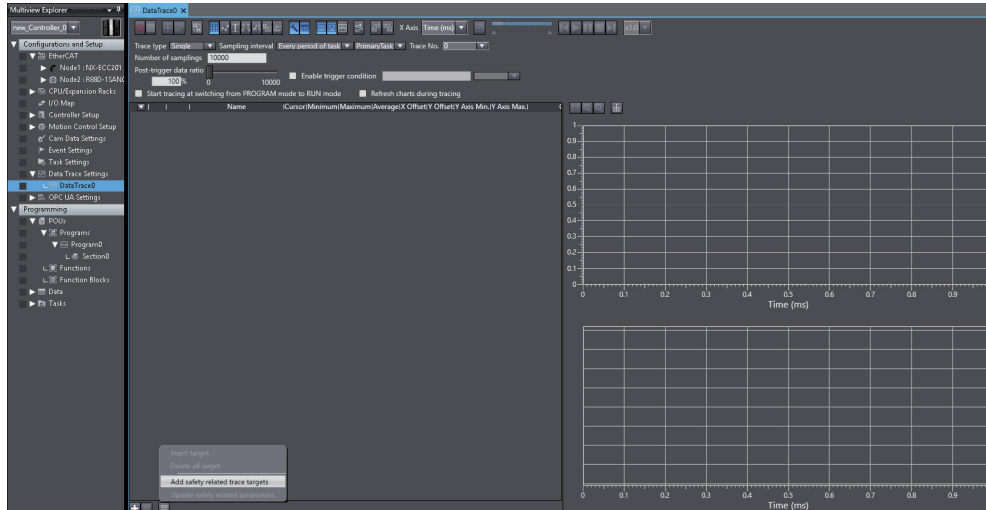 Multiview Explorer
DataTrace0
new_Controller_0
X Axis Time (ms)
x1.0
Configurations and Setup
EtherCAT
Node1 : NX-ECC201
Node2 : R88D-1SAN
CPU/Expansion Racks
I/O Map
Controller Setup
Motion Control Setup
Cam Data Settings
Event Settings
Task Settings
Data Trace Settings
DataTrace0
OPC UA Settings
Programming
POUs
Programs
Program0
Section0
Functions
Function Blocks
Data
Tasks
Trace type Single Sampling interval Every period of task PrimaryTask Trace No. 0
Number of samplings 10000
Post-trigger data ratio
100 % 0 10000 Enable trigger condition
Start tracing at switching from PROGRAM mode to RUN mode Refresh charts during tracing
Name |Cursor|Minimum|Maximum|Average|X Offset|Y Offset|Y Axis Min.|Y Axis Max.|
1
0.9
0.8
0.7
0.6
0.5
0.4
0.3
0.2
0.1
0
0 0.1 0.2 0.3 0.4 0.5 0.6 0.7 0.8 0.9
Time (ms)
Insert target
Delete all target
Add safety related trace targets
Update safety related parameters
0 0.1 0.2 0.3 0.4 0.5 0.6 0.7 0.8 0.9
Time (ms)